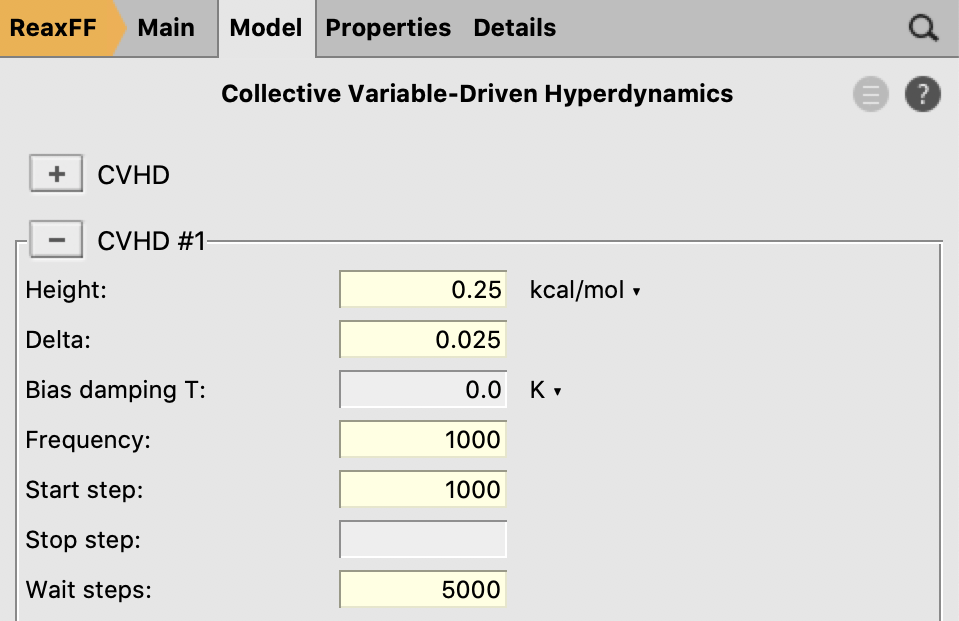 ReaxFF Main Model Properties Details
Collective Variable-Driven Hyperdynamics ?
+ CVHD
− CVHD #1
Height: 0.25 kcal/mol ▾
Delta: 0.025
Bias damping T: 0.0 K ▾
Frequency: 1000
Start step: 1000
Stop step:
Wait steps: 5000